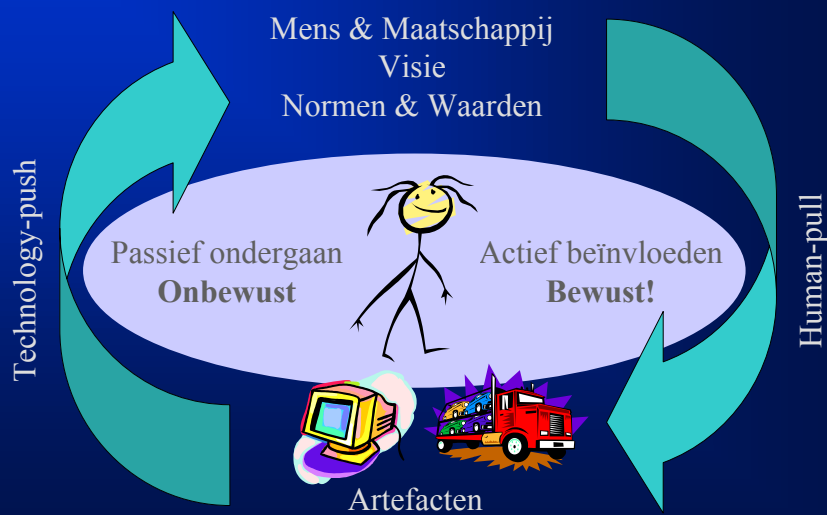 Mens & Maatschappij
Visie
Normen & Waarden
Technology-push
Passief ondergaan
Onbewust
Actief beïnvloeden
Bewust!
Human-pull
Artefacten